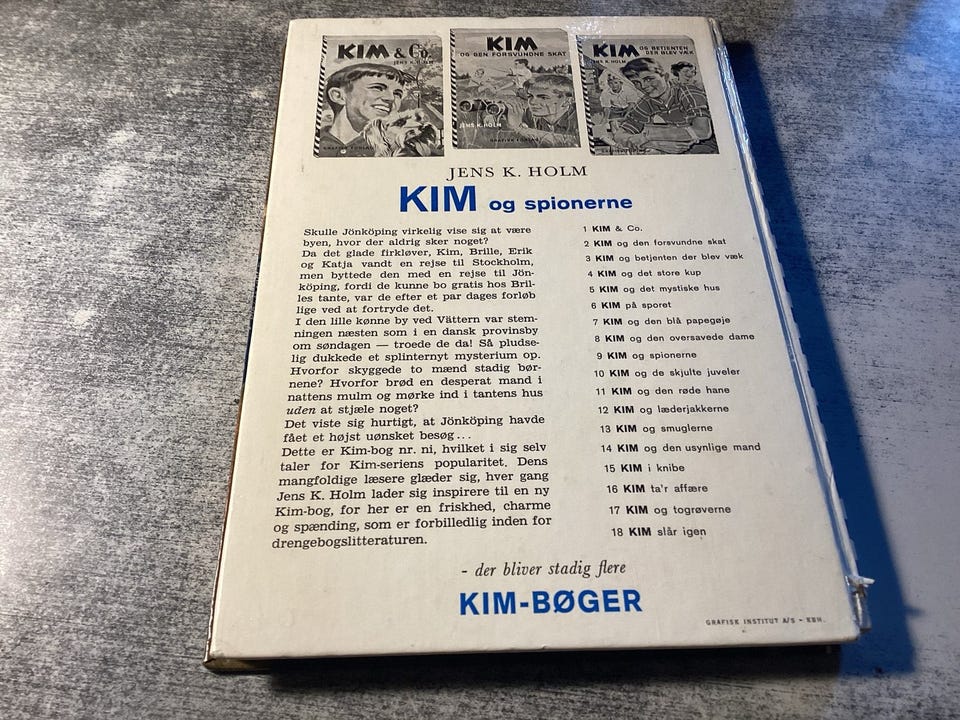 KIM & Co.
JENS K. HOLM
GRAFISK FORLAG
KIM
OG DEN FORSVUNDNE SKAT
JENS K. HOLM
GRAFISK FORLAG
KIM OG BETJENTEN
DER BLEV VÆK
JENS K. HOLM
JENS K. HOLM
KIM og spionerne
Skulle Jönköping virkelig vise sig at være
byen, hvor der aldrig sker noget?
Da det glade firkløver, Kim, Brille, Erik
og Katja vandt en rejse til Stockholm,
men byttede den med en rejse til Jön-
köping, fordi de kunne bo gratis hos Bril-
les tante, var de efter et par dages forløb
lige ved at fortryde det.
I den lille kønne by ved Vättern var stem-
ningen næsten som i en dansk provinsby
om søndagen — troede de da! Så pludse-
lig dukkede et splinternyt mysterium op.
Hvorfor skyggede to mænd stadig bør-
nene? Hvorfor brød en desperat mand i
nattens mulm og mørke ind i tantens hus
uden at stjæle noget?
Det viste sig hurtigt, at Jönköping havde
fået et højst uønsket besøg...
Dette er Kim-bog nr. ni, hvilket i sig selv
taler for Kim-seriens popularitet. Dens
mangfoldige læsere glæder sig, hver gang
Jens K. Holm lader sig inspirere til en ny
Kim-bog, for her er en friskhed, charme
og spænding, som er forbilledlig inden for
drengebogslitteraturen.
1 KIM & Co.
2 KIM og den forsvundne skat
3 KIM og betjenten der blev væk
4 KIM og det store kup
5 KIM og det mystiske hus
6 KIM på sporet
7 KIM og den blå papegøje
8 KIM og den oversavede dame
9 KIM og spionerne
10 KIM og de skjulte juveler
11 KIM og den røde hane
12 KIM og læderjakkerne
13 KIM og smuglerne
14 KIM og den usynlige mand
15 KIM i knibe
16 KIM ta'r affære
17 KIM og togrøverne
18 KIM slår igen
- der bliver stadig flere
KIM-BØGER
GRAFISK INSTITUT A/S - KBH.